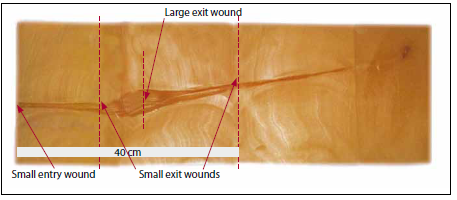 Large exit wound
40 cm
Small entry wound
Small exit wounds